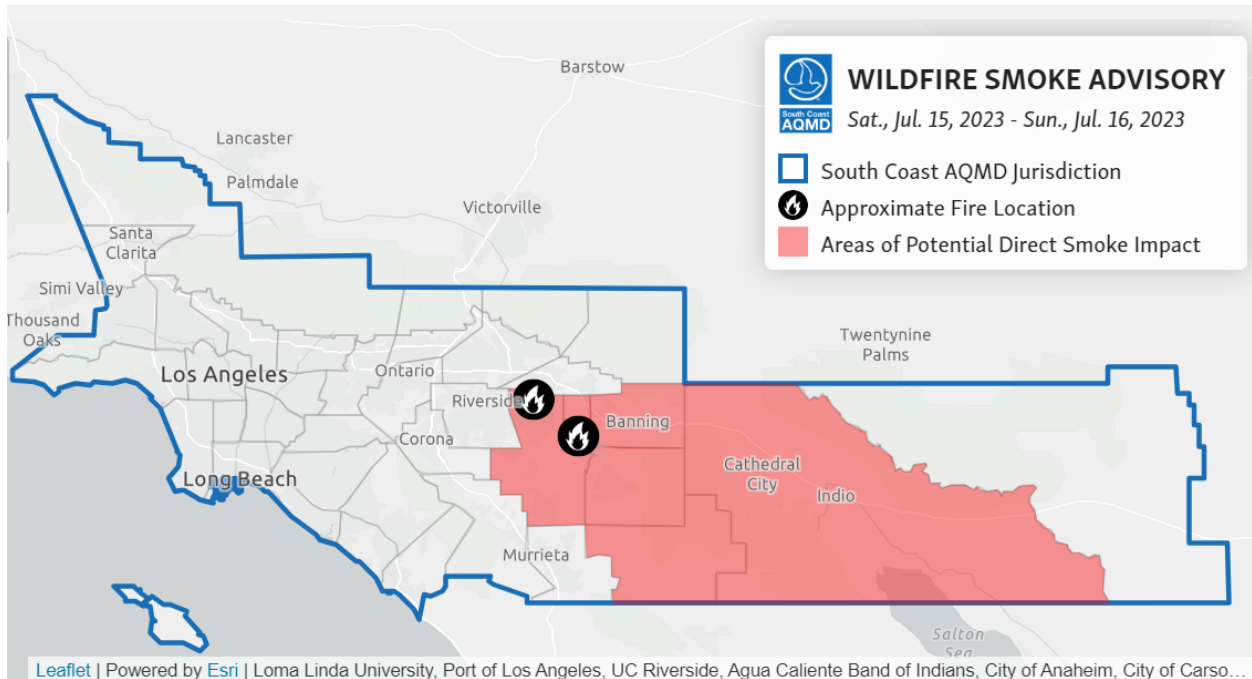 Barstow
WILDFIRE SMOKE ADVISORY
South Coast
AQMD
Sat., Jul. 15, 2023 - Sun., Jul. 16, 2023
South Coast AQMD Jurisdiction
Approximate Fire Location
Areas of Potential Direct Smoke Impact
Lancaster
Palmdale
Victorville
Santa
Clarita
Simi Valley
Thousand
Oaks
Twentynine
Palms
Los Angeles
Ontario
Riverside
Banning
Corona
Cathedral
City
Long Beach
Indio
Murrieta
Salton
Sea
Leaflet | Powered by Esri | Loma Linda University, Port of Los Angeles, UC Riverside, Agua Caliente Band of Indians, City of Anaheim, City of Carso...